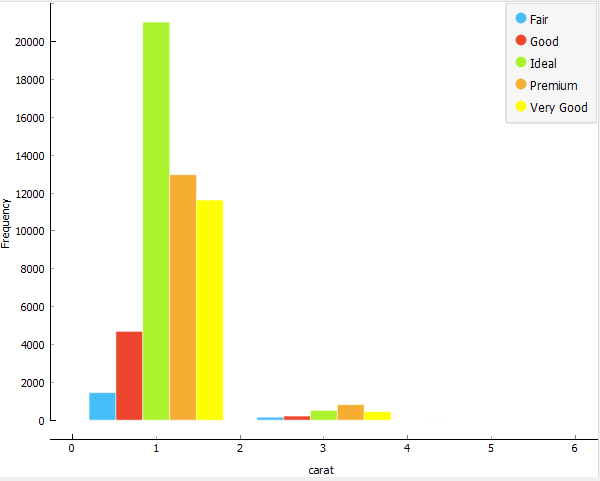 Fair
Good
Ideal
Premium
Very Good
20000
18000
16000
14000
12000
10000
8000
6000
4000
2000
0
Frequency
0 1 2 3 4 5 6
carat